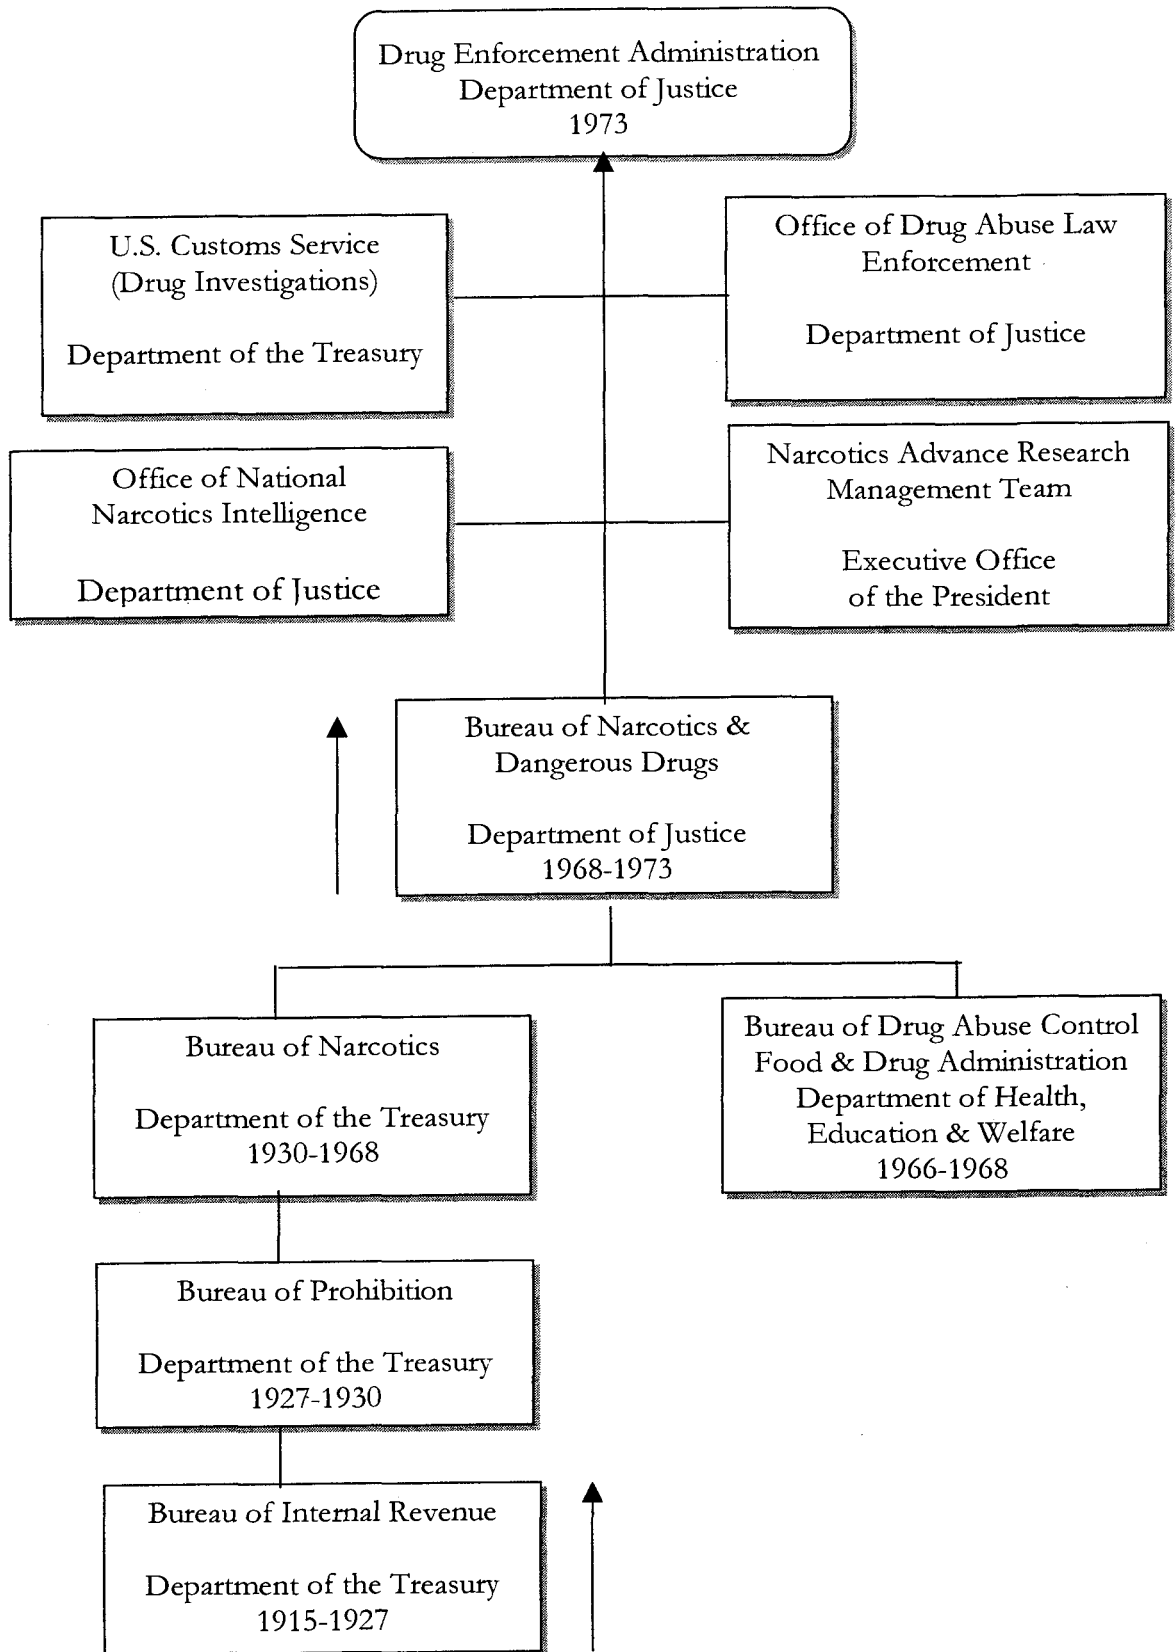 Drug Enforcement Administration
Department of Justice
1973
U.S. Customs Service
(Drug Investigations)
Department of the Treasury
Office of Drug Abuse Law
Enforcement
Department of Justice
Office of National
Narcotics Intelligence
Department of Justice
Narcotics Advance Research
Management Team
Executive Office
of the President
Bureau of Narcotics &
Dangerous Drugs
Department of Justice
1968-1973
Bureau of Narcotics
Department of the Treasury
1930-1968
Bureau of Drug Abuse Control
Food & Drug Administration
Department of Health,
Education & Welfare
1966-1968
Bureau of Prohibition
Department of the Treasury
1927-1930
Bureau of Internal Revenue
Department of the Treasury
1915-1927